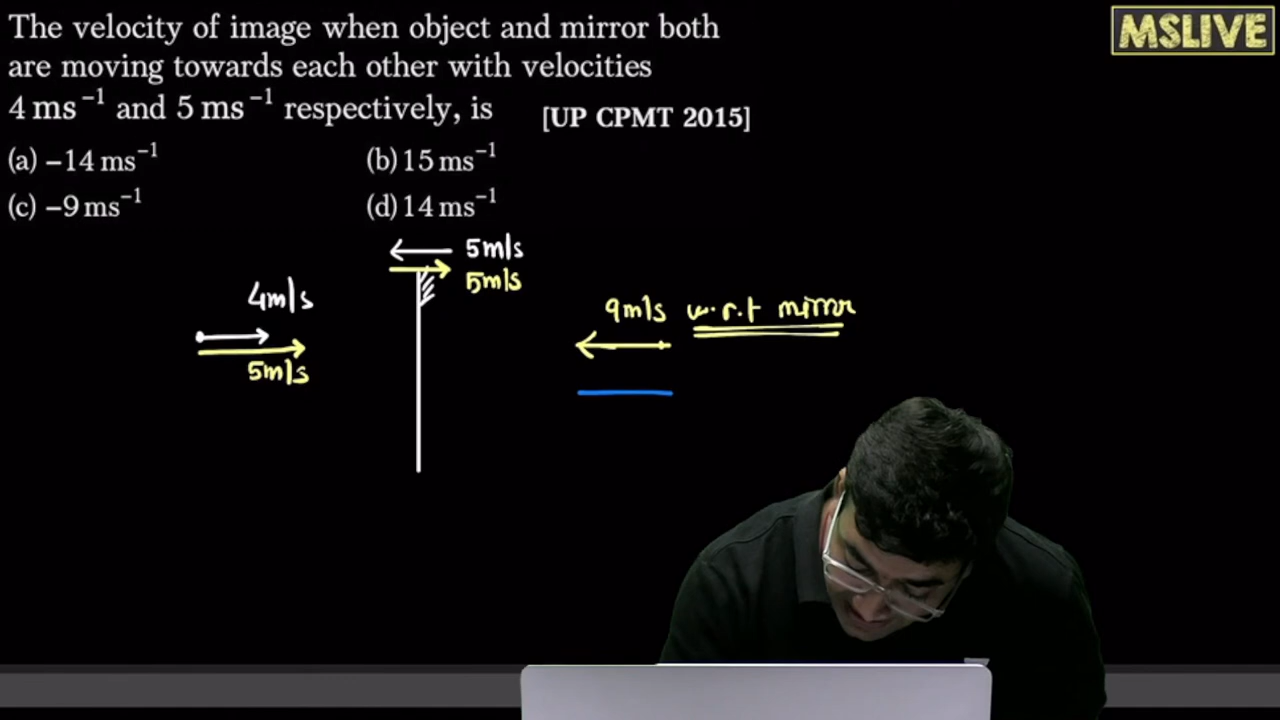 The velocity of image when object and mirror both
are moving towards each other with velocities
4 ms⁻¹ and 5 ms⁻¹ respectively, is [UP CPMT 2015]
(a) –14 ms⁻¹ (b) 15 ms⁻¹
(c) –9 ms⁻¹ (d) 14 ms⁻¹
MSLIVE
5m/s
5m/s
4m/s
5m/s
9m/s w.r.t mirror